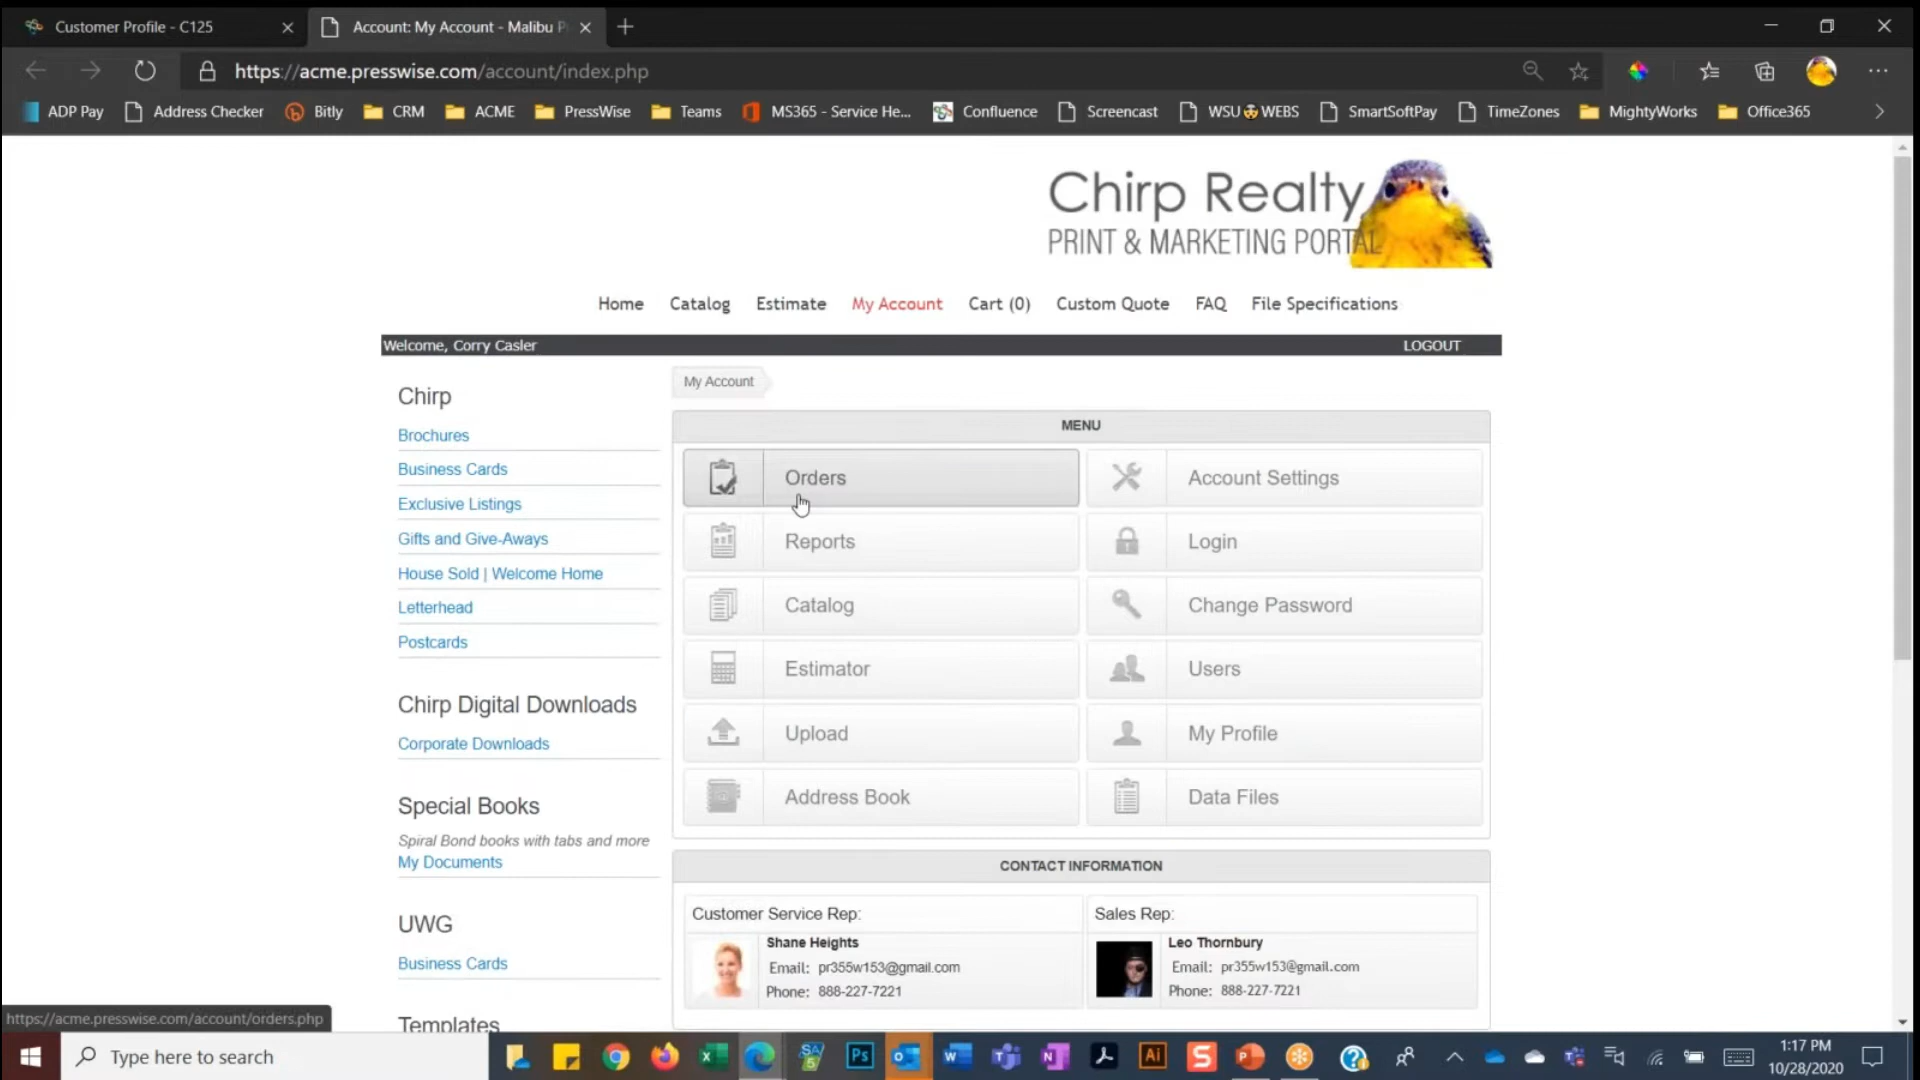 Customer Profile - C125
Account: My Account - Malibu P
https://acme.presswise.com/account/index.php
ADP Pay
Address Checker
Bitly
CRM
ACME
PressWise
Teams
MS365 - Service He...
Confluence
Screencast
WSU WEBS
SmartSoftPay
TimeZones
MightyWorks
Office365
Chirp Realty
PRINT & MARKETING PORTAL
Home Catalog Estimate My Account Cart (0) Custom Quote FAQ File Specifications
Welcome, Corry Casler
LOGOUT
Chirp
Brochures
Business Cards
Exclusive Listings
Gifts and Give-Aways
House Sold | Welcome Home
Letterhead
Postcards
Chirp Digital Downloads
Corporate Downloads
Special Books
Spiral Bond books with tabs and more
My Documents
UWG
Business Cards
Templates
My Account
MENU
Orders
Account Settings
Reports
Login
Catalog
Change Password
Estimator
Users
Upload
My Profile
Address Book
Data Files
CONTACT INFORMATION
Customer Service Rep:
Shane Heights
Email: pr355w153@gmail.com
Phone: 888-227-7221
Sales Rep:
Leo Thornbury
Email: pr355w153@gmail.com
Phone: 888-227-7221
https://acme.presswise.com/account/orders.php
Type here to search
1:17 PM
10/28/2020